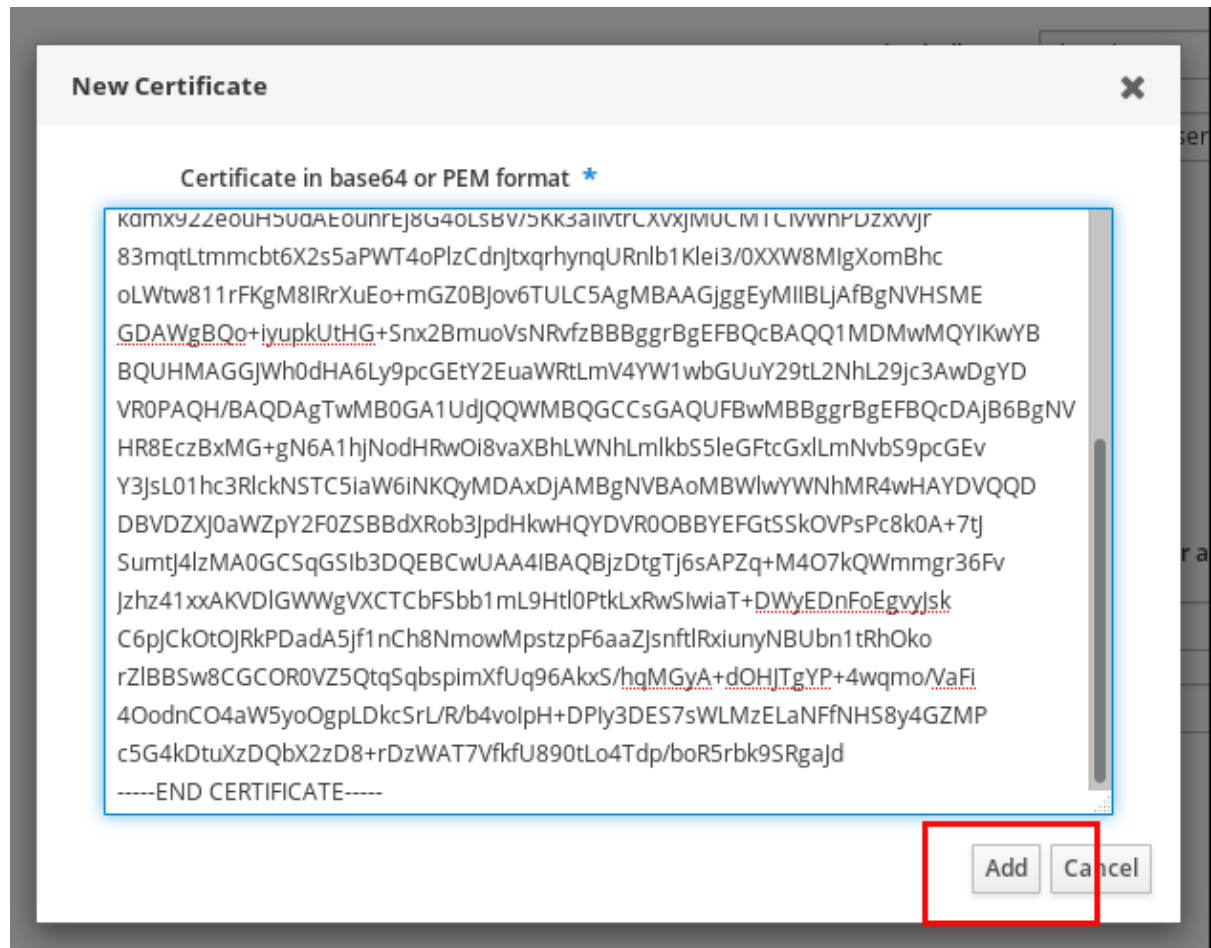 New Certificate
Certificate in base64 or PEM format *
83mqtLtmmcbt6X2s5aPWT4oPlzCdnJtxqrhynqURnlb1Klei3/0XXW8MIgXomBhc
oLWtw811rFKgM8IRrXuEo+mGZ0BJov6TULC5AgMBAAGjggEyMIIBLjAfBgNVHSME
GDAWgBQo+iyupkUtHG+Snx2BmuoVsNRvfzBBBggrBgEFBQcBAQQ1MDMwMQYIKwYB
BQUHMAGGJWh0dHA6Ly9pcGEtY2EuaWRtLmV4YW1wbGUuY29tL2NhL29jc3AwDgYD
VR0PAQH/BAQDAgTwMB0GA1UdJQQWMBQGCCsGAQUFBwMBBggrBgEFBQcDAjB6BgNV
HR8EczBxMG+gN6A1hjNodHRwOi8vaXBhLWNhLmlkbS5leGFtcGxlLmNvbS9pcGEv
Y3JsL01hc3RlckNSTC5iaW6iNKQyMDAxDjAMBgNVBAoMBWlwYWNhMR4wHAYDVQQD
DBVDZXJ0aWZpY2F0ZSBBdXRob3JpdHkwHQYDVR0OBBYEFGtSSkOVPsPc8k0A+7tJ
SumtJ4lzMA0GCSqGSIb3DQEBCwUAA4IBAQBjzDtgTj6sAPZq+M4O7kQWmmgr36Fv
Jzhz41xxAKVDlGWWgVXCTCbFSbb1mL9Htl0PtkLxRwSIwiaT+DWyEDnFoEgvyJsk
C6pJCkOtOJRkPDadA5jf1nCh8NmowMpstzpF6aaZJsnftlRxiunyNBUbn1tRhOko
rZlBBSw8CGCOR0VZ5QtqSqbspimXfUq96AkxS/hqMGyA+dOHJTgYP+4wqmo/VaFi
4OodnCO4aW5yoOgpLDkcSrL/R/b4voIpH+DPIy3DES7sWLMzELaNFfNHS8y4GZMP
c5G4kDtuXzDQbX2zD8+rDzWAT7VfkfU890tLo4Tdp/boR5rbk9SRgaJd
-----END CERTIFICATE-----
Add Cancel